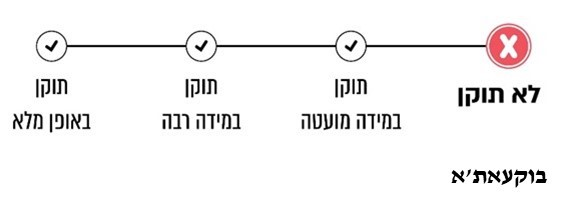 לא תוקן
תוקן
במידה מועטה
תוקן
במידה רבה
תוקן
באופן מלא
בוקעאת'א